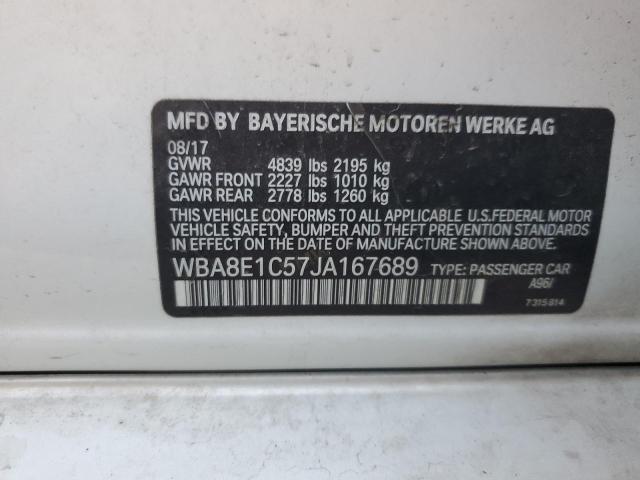 MFD BY BAYERISCHE MOTOREN WERKE AG
08/17
GVWR 4839 lbs 2195 kg
GAWR FRONT 2227 lbs 1010 kg
GAWR REAR 2778 lbs 1260 kg
THIS VEHICLE CONFORMS TO ALL APPLICABLE U.S.FEDERAL MOTOR
VEHICLE SAFETY, BUMPER, AND THEFT PREVENTION STANDARDS
IN EFFECT ON THE DATE OF MANUFACTURE SHOWN ABOVE.
WBA8E1C57JA167689 TYPE: PASSENGER CAR
A96/
7315814